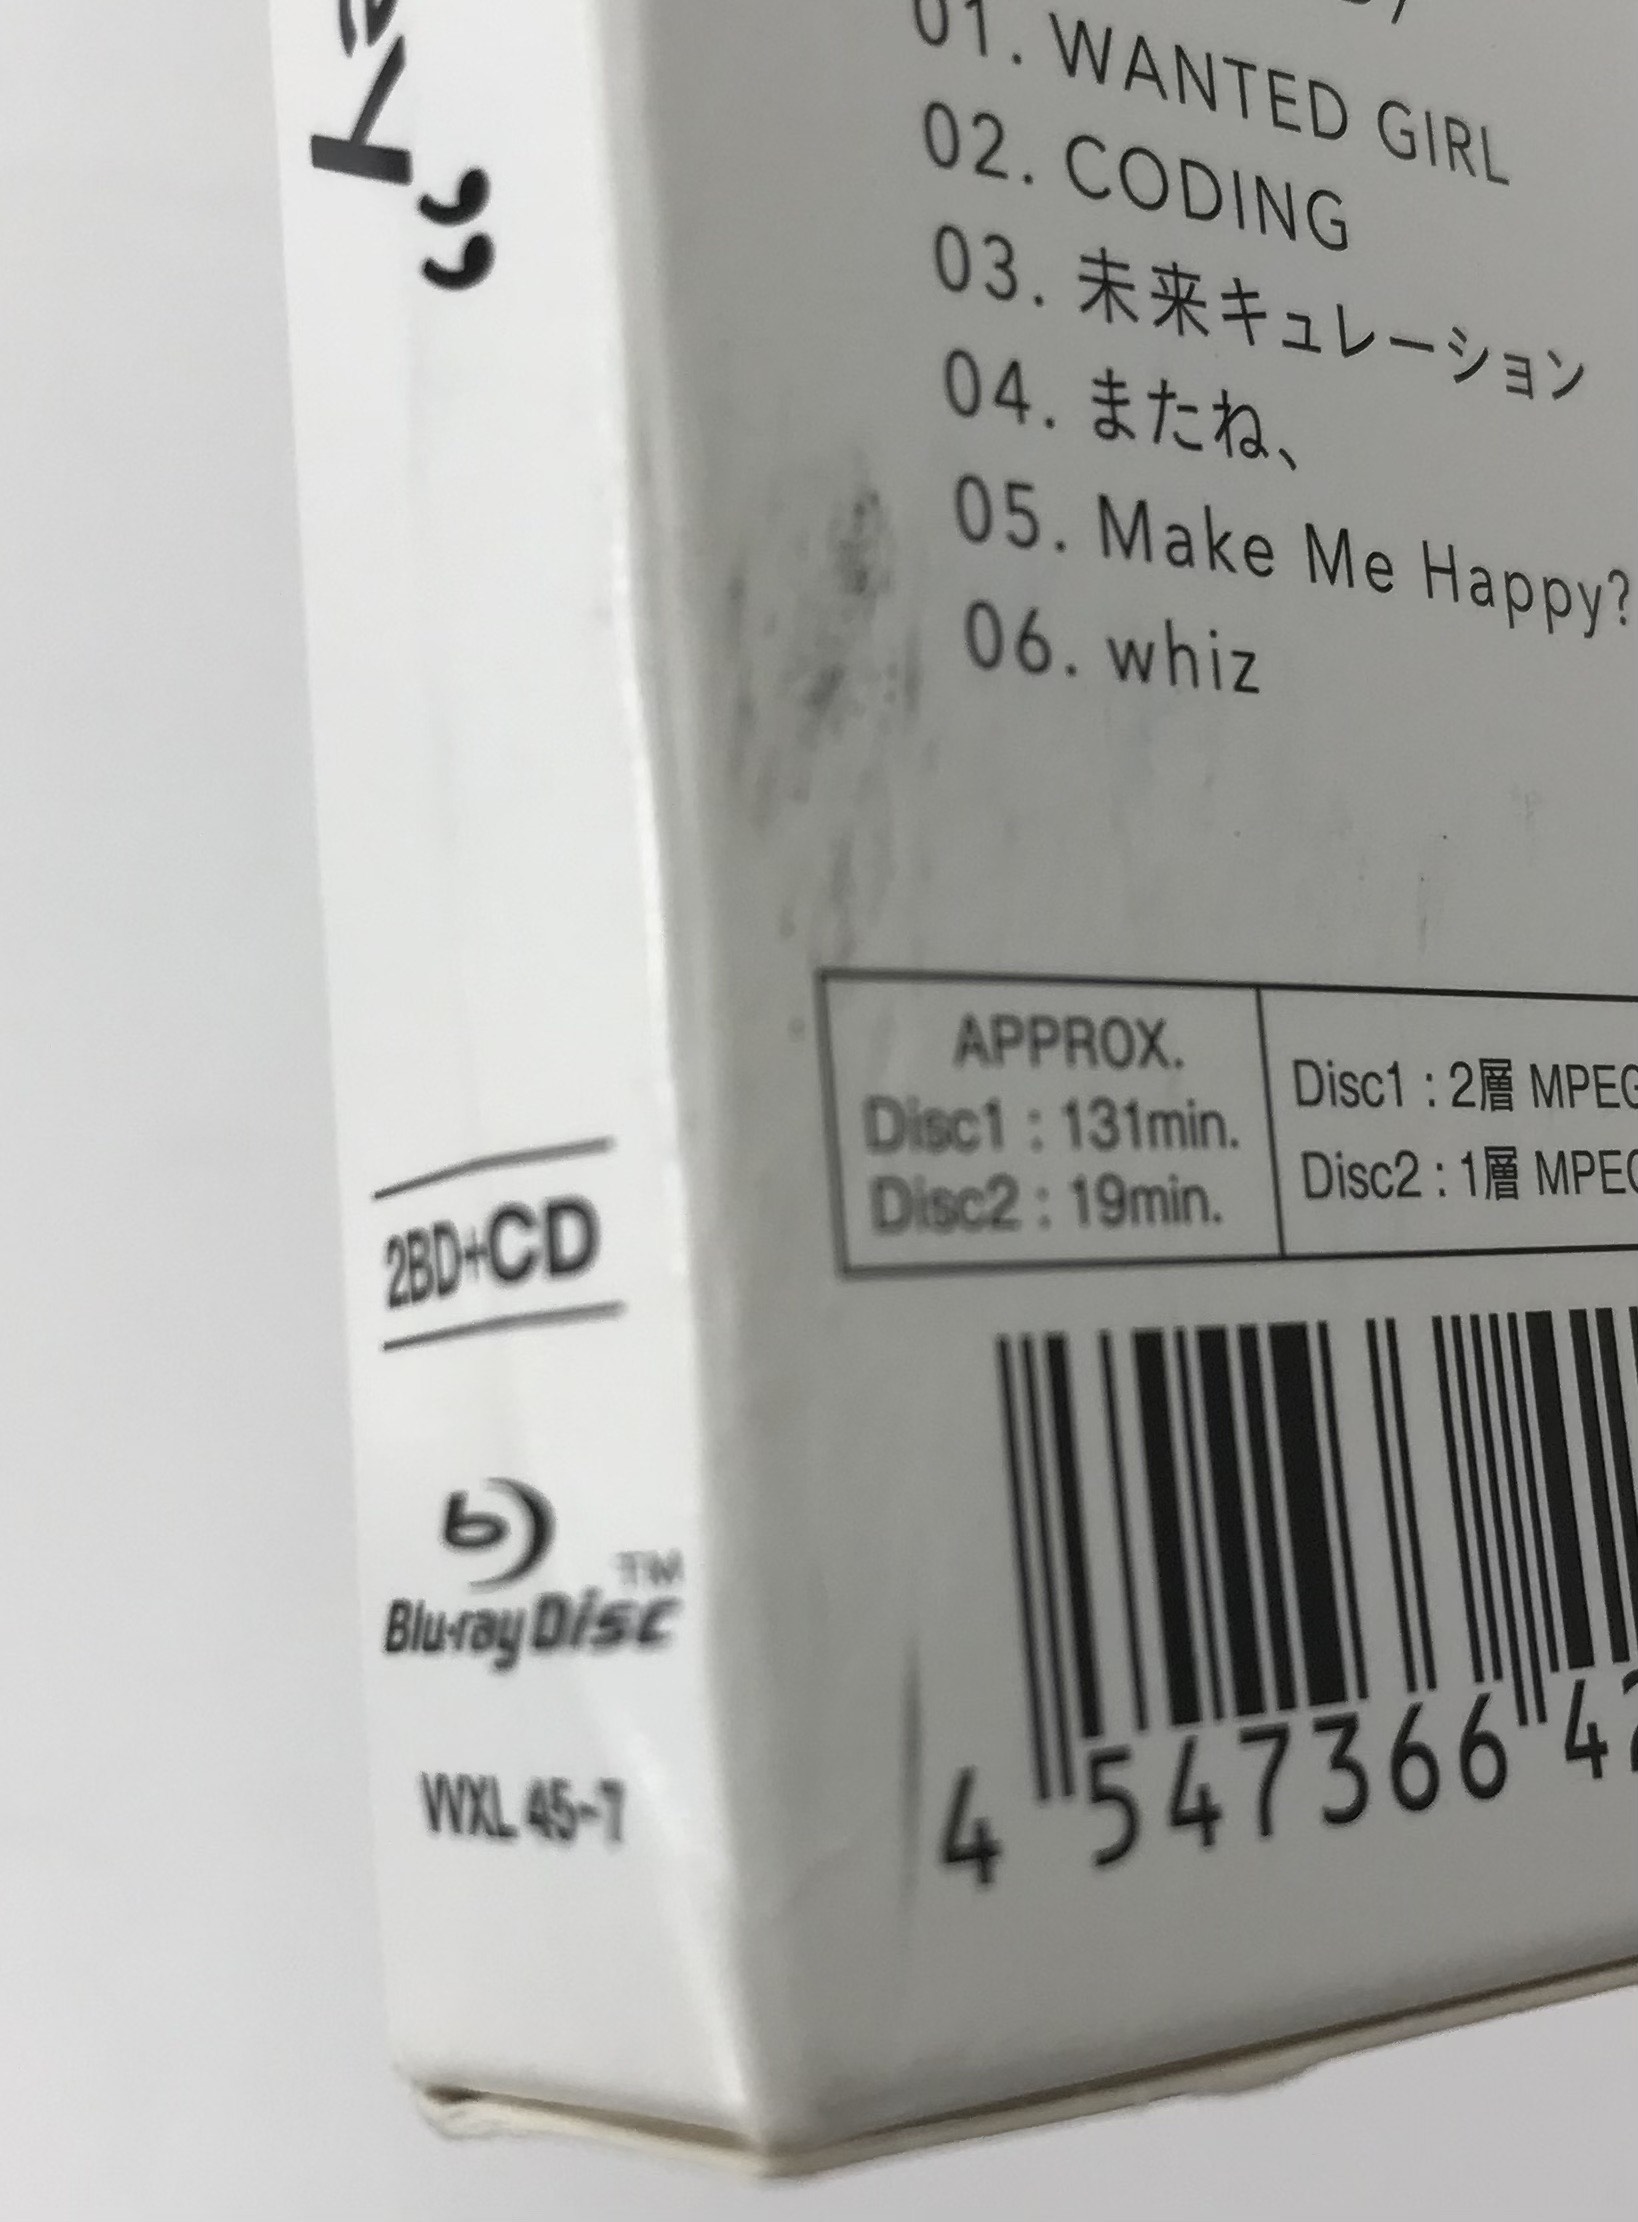 01. WANTED GIRL
02. CODING
03. 未来キュレーション
04. またね、
05. Make Me Happy?
06. whiz
APPROX.
Disc1 : 131min.
Disc2 : 19min.
Disc1 : 2層 MPEG
Disc2 : 1層 MPEG
2BD+CD
Blu-ray Disc TM
WXL 45-7
4 547366 42